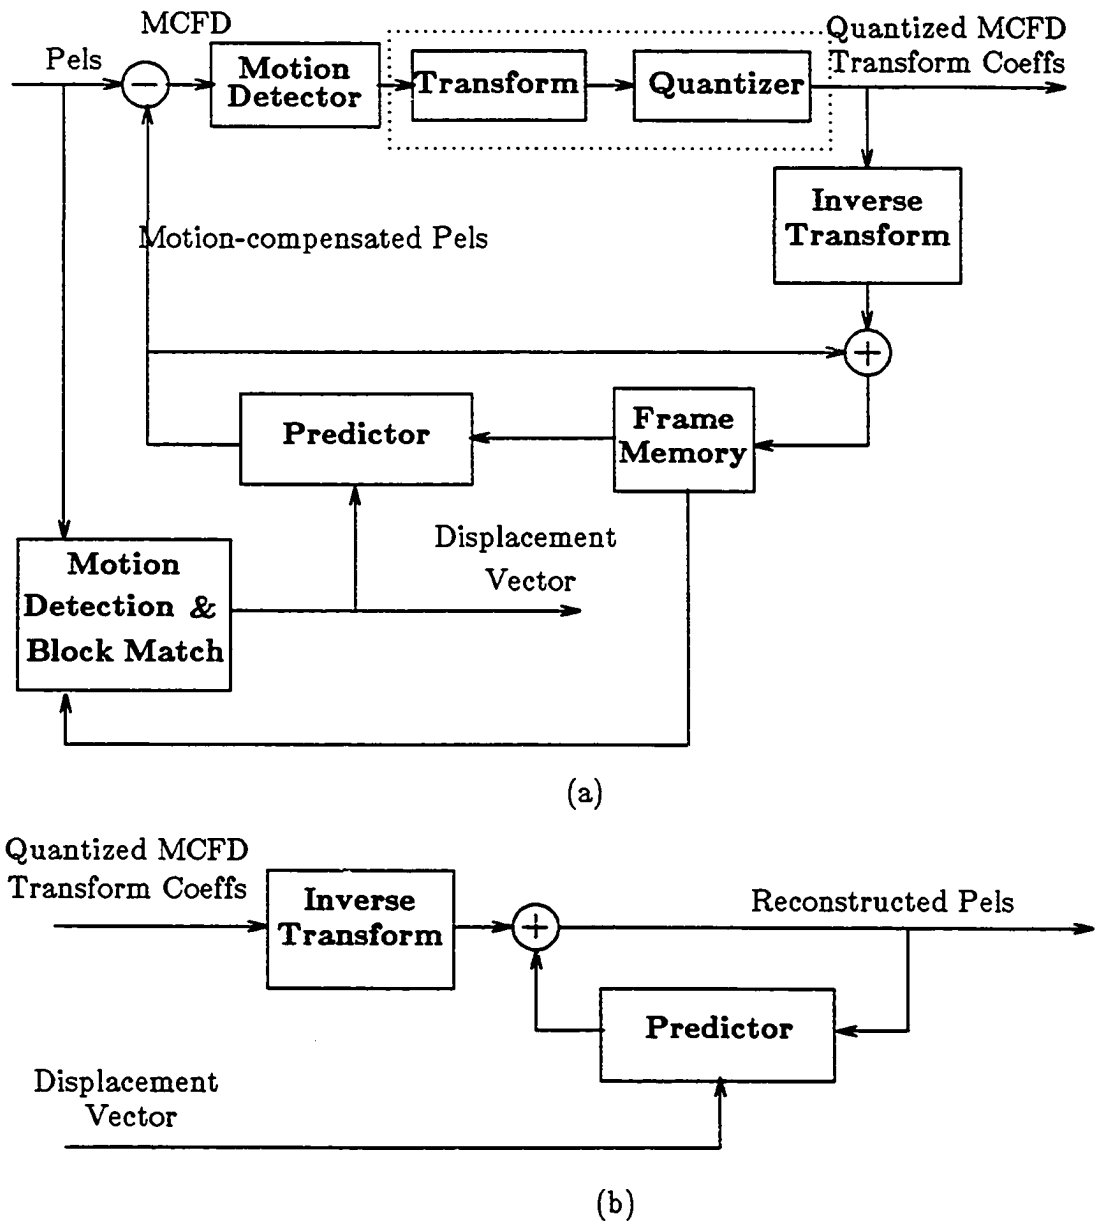 MCFD
Pels
Motion
Detector
Transform
Quantizer
Quantized MCFD
Transform Coeffs
Inverse
Transform
Motion-compensated Pels
−
+
Predictor
Frame
Memory
Displacement
Vector
Motion
Detection &
Block Match
(a)
Quantized MCFD
Transform Coeffs
Inverse
Transform
+
Reconstructed Pels
Predictor
Displacement
Vector
(b)